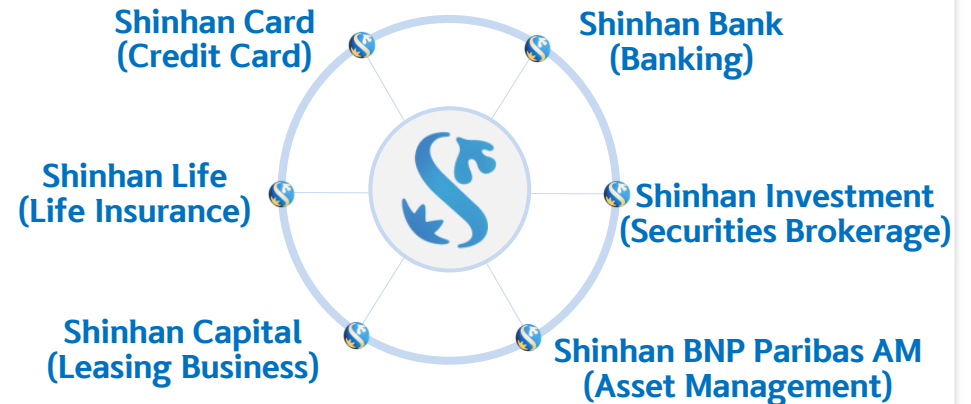 Shinhan Card
(Credit Card)
Shinhan Bank
(Banking)
Shinhan Life
(Life Insurance)
Shinhan Investment
(Securities Brokerage)
Shinhan Capital
(Leasing Business)
Shinhan BNP Paribas AM
(Asset Management)